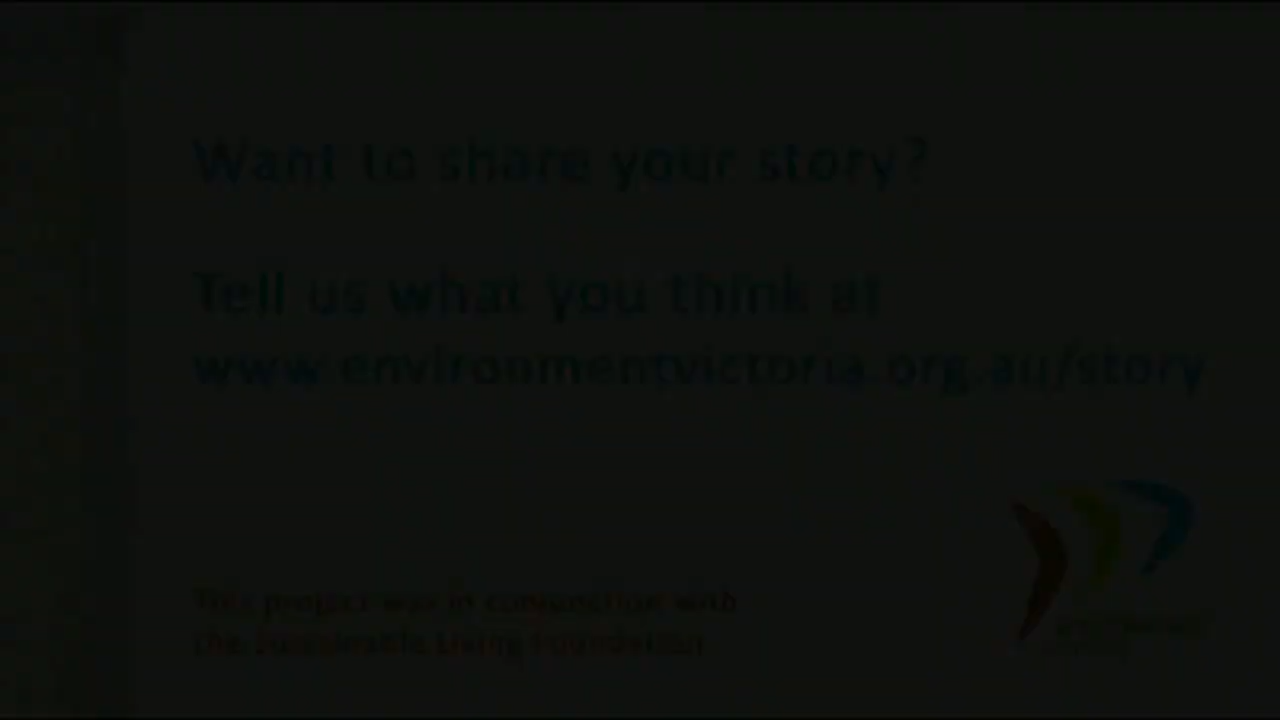 Want to share your story?
Tell us what you think at
www.environmentvictoria.org.au/story
This project was in conjunction with
the Sustainable Living Foundation